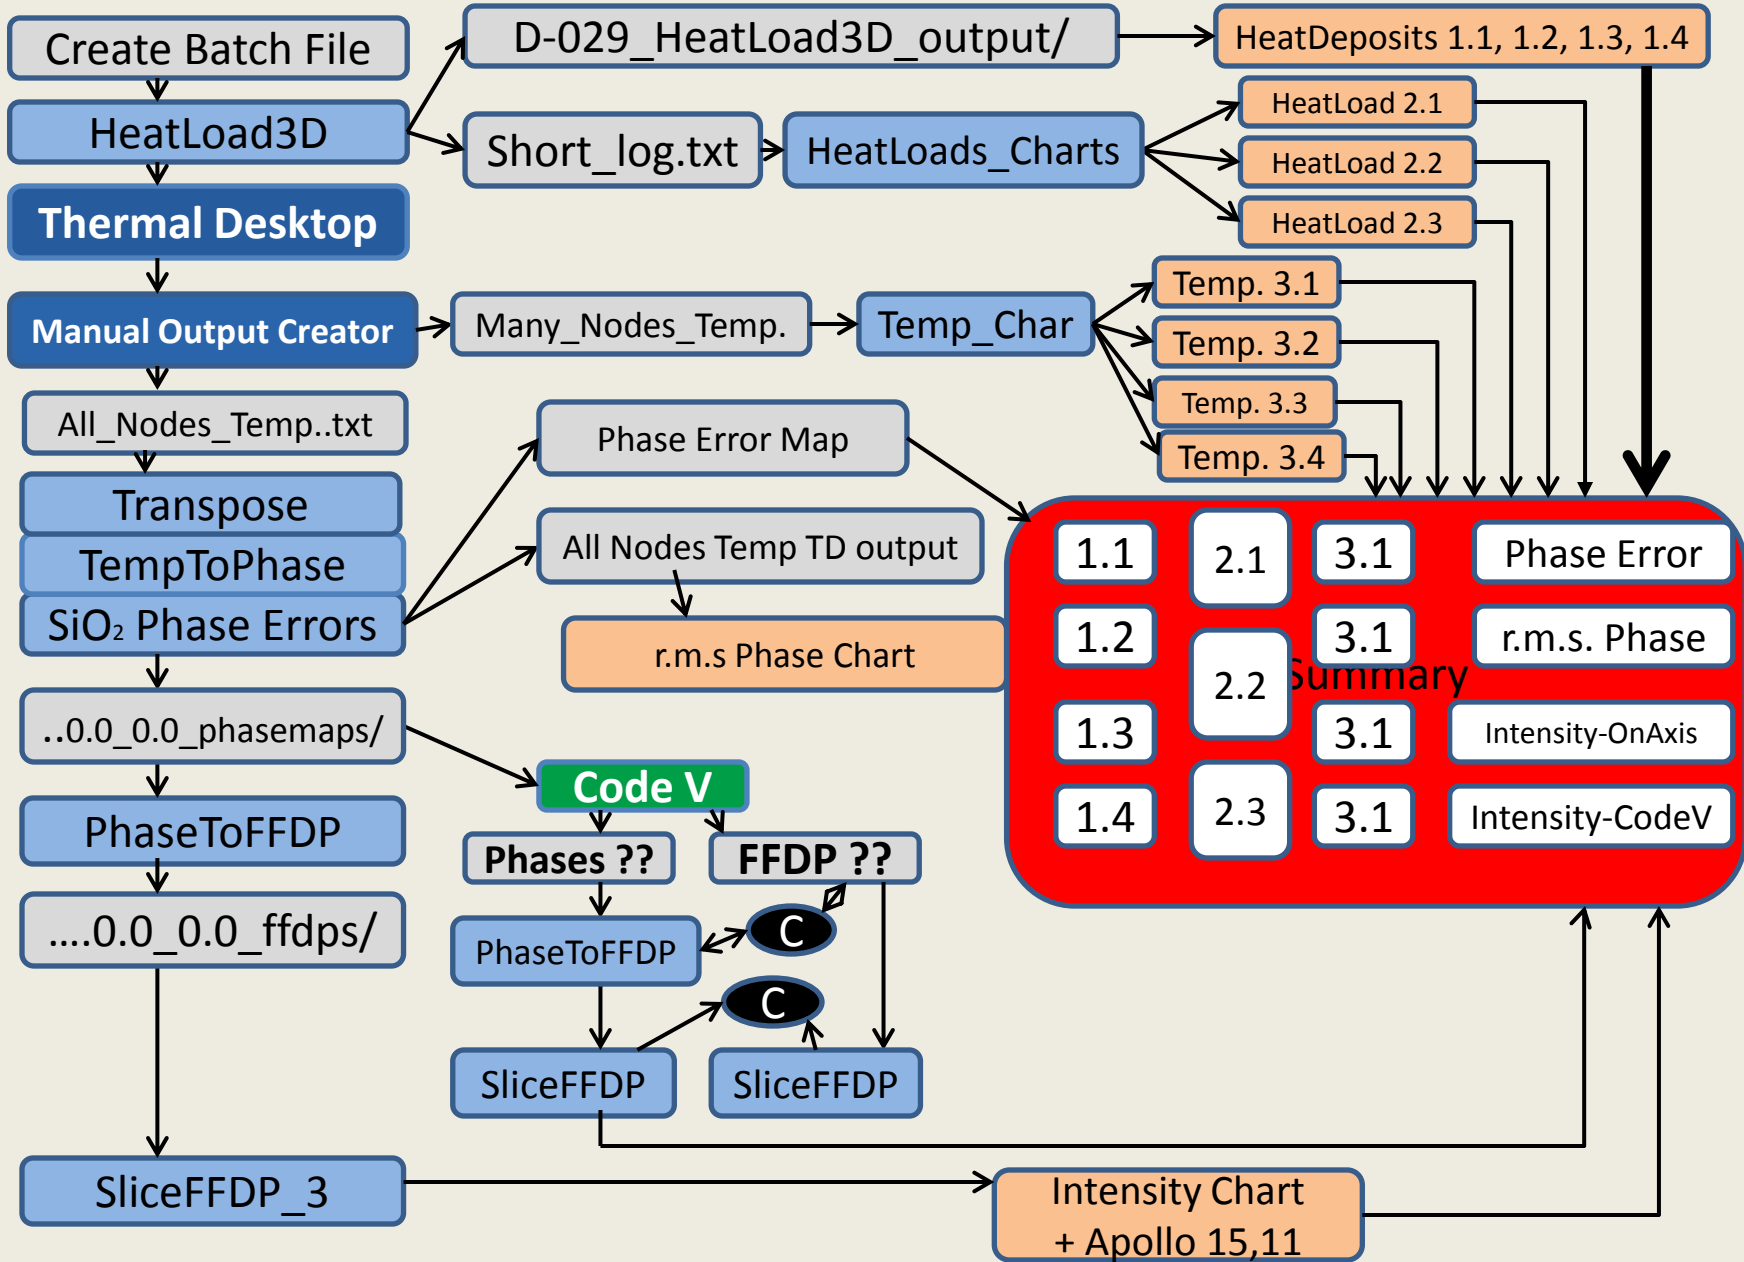 Create Batch File
D-029_HeatLoad3D_output/
HeatDeposits 1.1, 1.2, 1.3, 1.4
HeatLoad3D
Short_log.txt
HeatLoads_Charts
HeatLoad 2.1
HeatLoad 2.2
HeatLoad 2.3
Thermal Desktop
Manual Output Creator
Many_Nodes_Temp.
Temp_Char
Temp. 3.1
Temp. 3.2
Temp. 3.3
Temp. 3.4
All_Nodes_Temp..txt
Phase Error Map
Transpose
TempToPhase
SiO₂ Phase Errors
All Nodes Temp TD output
r.m.s Phase Chart
1.1
2.1
3.1
Phase Error
1.2
2.2
3.1
r.m.s. Phase
Summary
1.3
3.1
Intensity-OnAxis
1.4
2.3
3.1
Intensity-CodeV
..0.0_0.0_phasemaps/
Code V
PhaseToFFDP
Phases ??
FFDP ??
....0.0_0.0_ffdps/
C
PhaseToFFDP
C
SliceFFDP
SliceFFDP
SliceFFDP_3
Intensity Chart
+ Apollo 15,11